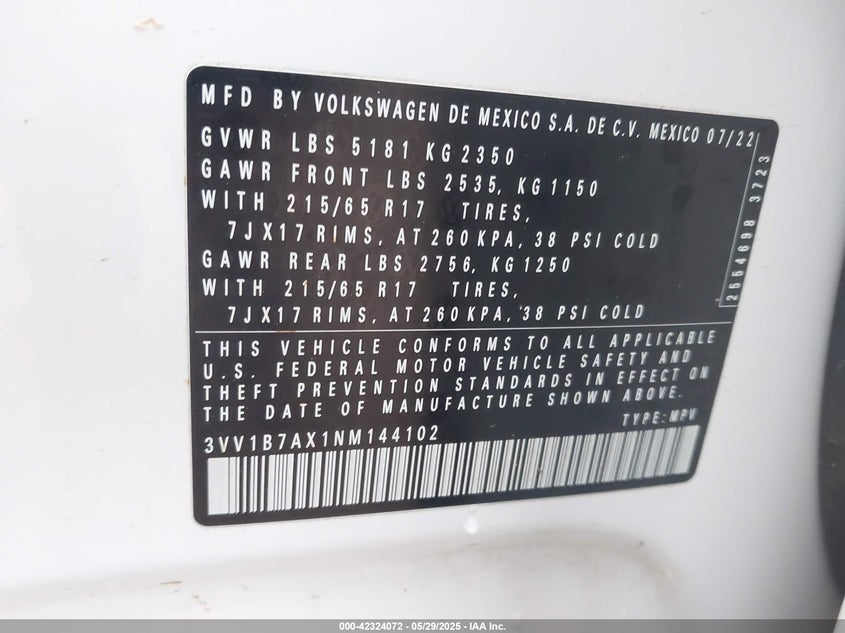 MFD BY VOLKSWAGEN DE MEXICO S.A. DE C.V. MEXICO 07/22
GVWR LBS 5181 KG 2350
GAWR FRONT LBS 2535, KG 1150
WITH 215/65 R17 TIRES,
7JX17 RIMS, AT 260 KPA, 38 PSI COLD
GAWR REAR LBS 2756, KG 1250
WITH 215/65 R17 TIRES,
7JX17 RIMS, AT 260 KPA, 38 PSI COLD
2554698 3723
THIS VEHICLE CONFORMS TO ALL APPLICABLE
U.S. FEDERAL MOTOR VEHICLE SAFETY AND
THEFT PREVENTION STANDARDS IN EFFECT ON
THE DATE OF MANUFACTURE SHOWN ABOVE.
TYPE: MPV
3VV1B7AX1NM144102
000-42324072 — 05/29/2025 — IAA Inc.